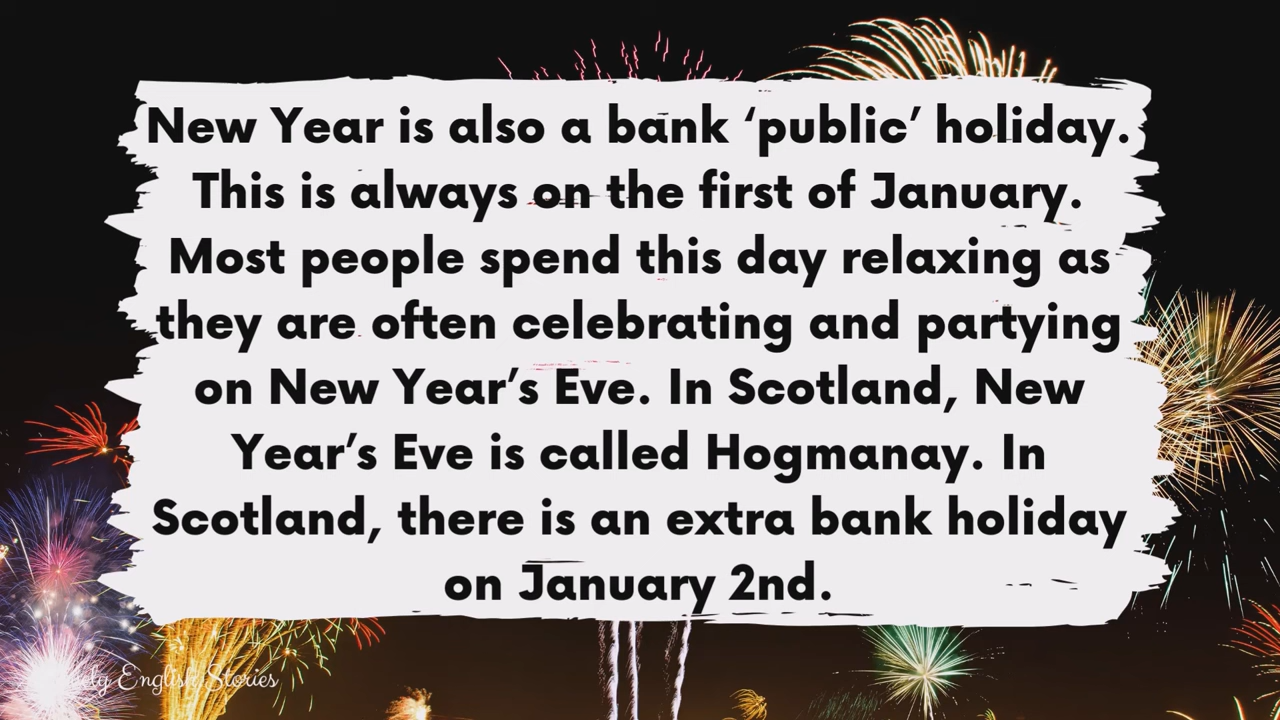 New Year is also a bank ‘public’ holiday.
This is always on the first of January.
Most people spend this day relaxing as
they are often celebrating and partying
on New Year’s Eve. In Scotland, New
Year’s Eve is called Hogmanay. In
Scotland, there is an extra bank holiday
on January 2nd.
English Stories